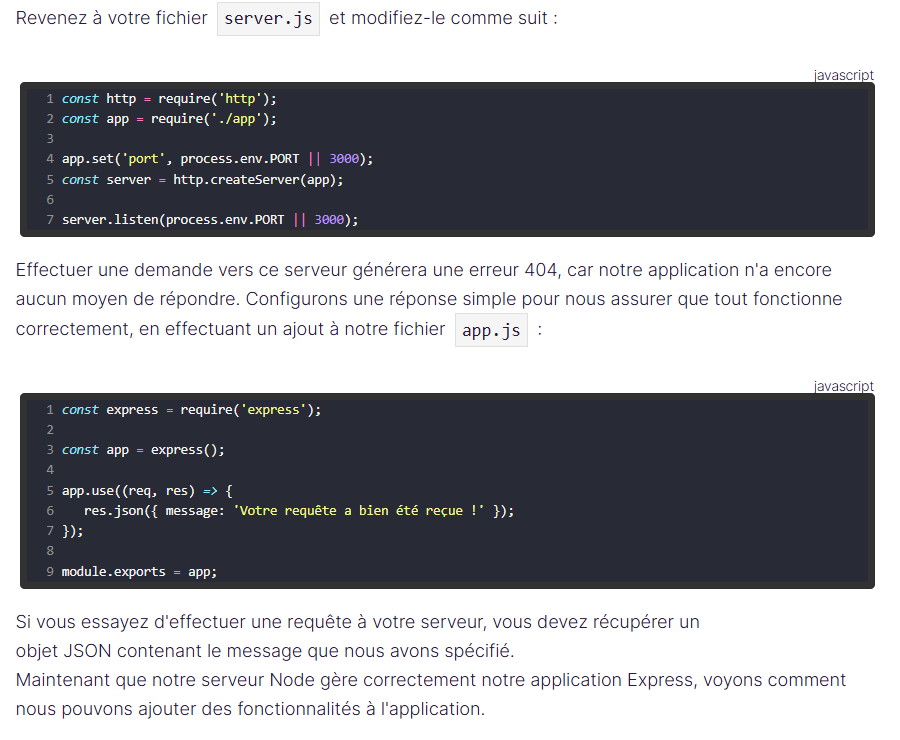 Revenez à votre fichier server.js et modifiez-le comme suit :
javascript
1 const http = require('http');
2 const app = require('./app');
3
4 app.set('port', process.env.PORT || 3000);
5 const server = http.createServer(app);
6
7 server.listen(process.env.PORT || 3000);
Effectuer une demande vers ce serveur générera une erreur 404, car notre application n'a encore
aucun moyen de répondre. Configurons une réponse simple pour nous assurer que tout fonctionne
correctement, en effectuant un ajout à notre fichier app.js :
javascript
1 const express = require('express');
2
3 const app = express();
4
5 app.use((req, res) => {
6    res.json({ message: 'Votre requête a bien été reçue !' });
7 });
8
9 module.exports = app;
Si vous essayez d'effectuer une requête à votre serveur, vous devez récupérer un
objet JSON contenant le message que nous avons spécifié.
Maintenant que notre serveur Node gère correctement notre application Express, voyons comment
nous pouvons ajouter des fonctionnalités à l'application.